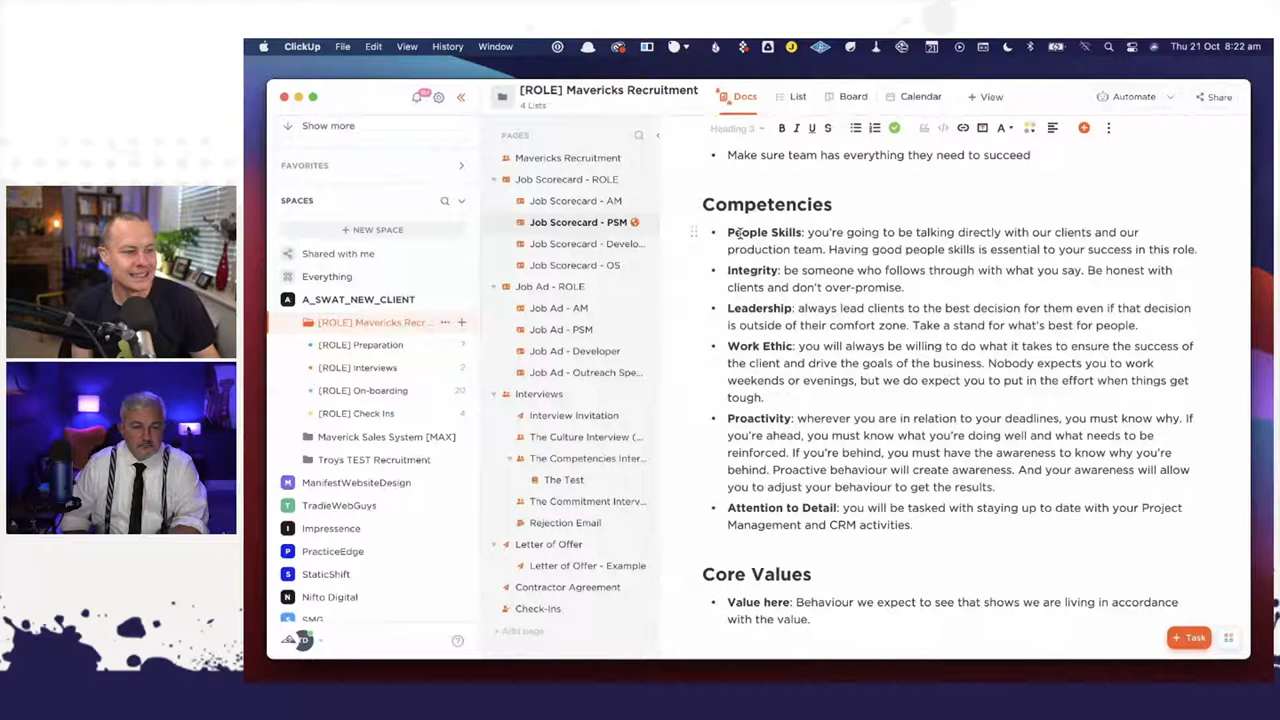 ClickUp File Edit View History Window Thu 21 Oct 8:22 am
Show more
FAVORITES
SPACES
+ NEW SPACE
Shared with me
Everything
A A_SWAT_NEW_CLIENT
[ROLE] Mavericks Recr...
[ROLE] Preparation 7
[ROLE] Interviews 2
[ROLE] On-boarding 20
[ROLE] Check Ins 4
Maverick Sales System [MAX]
Troys TEST Recruitment
ManifestWebsiteDesign
TradieWebGuys
I Impressence
P PracticeEdge
StaticShift
Nifto Digital
SMG
[ROLE] Mavericks Recruitment
4 Lists
Docs List Board Calendar + View Automate Share
PAGES
Mavericks Recruitment
Job Scorecard - ROLE
Job Scorecard - AM
Job Scorecard - PSM
Job Scorecard - Develo...
Job Scorecard - OS
Job Ad - ROLE
Job Ad - AM
Job Ad - PSM
Job Ad - Developer
Job Ad - Outreach Spe...
Interviews
Interview Invitation
The Culture Interview (...
The Competencies Inter...
The Test
The Commitment Interv...
Rejection Email
Letter of Offer
Letter of Offer - Example
Contractor Agreement
Check-Ins
+ Add page
Heading 3 B I U S A
• Make sure team has everything they need to succeed
Competencies
• People Skills: you're going to be talking directly with our clients and our
production team. Having good people skills is essential to your success in this role.
• Integrity: be someone who follows through with what you say. Be honest with
clients and don't over-promise.
• Leadership: always lead clients to the best decision for them even if that decision
is outside of their comfort zone. Take a stand for what's best for people.
• Work Ethic: you will always be willing to do what it takes to ensure the success of
the client and drive the goals of the business. Nobody expects you to work
weekends or evenings, but we do expect you to put in the effort when things get
tough.
• Proactivity: wherever you are in relation to your deadlines, you must know why. If
you're ahead, you must know what you're doing well and what needs to be
reinforced. If you're behind, you must have the awareness to know why you're
behind. Proactive behaviour will create awareness. And your awareness will allow
you to adjust your behaviour to get the results.
• Attention to Detail: you will be tasked with staying up to date with your Project
Management and CRM activities.
Core Values
• Value here: Behaviour we expect to see that shows we are living in accordance
with the value.
+ Task